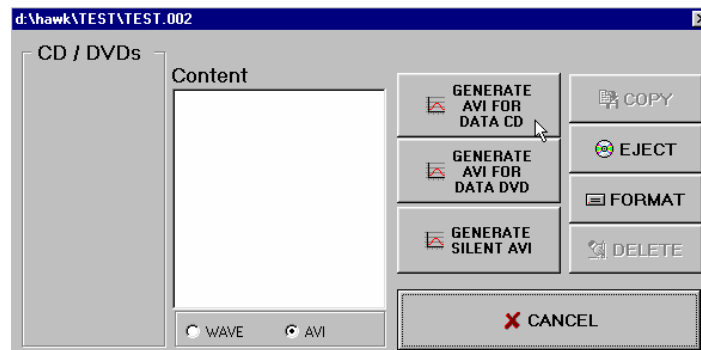 d:\hawk\TEST\TEST.002
CD / DVDs
Content
GENERATE
AVI FOR
DATA CD
COPY
GENERATE
AVI FOR
DATA DVD
EJECT
FORMAT
GENERATE
SILENT AVI
DELETE
WAVE AVI
CANCEL